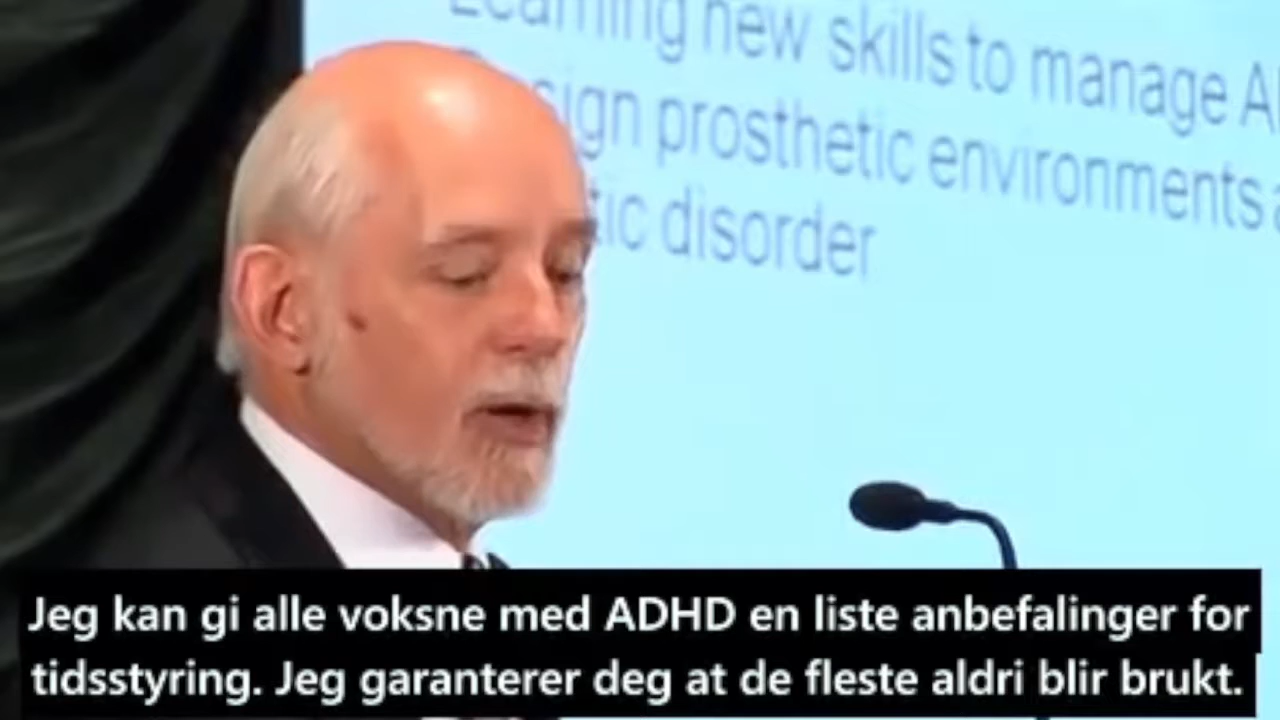 Learning new skills to manage
prosthetic environments
disorder
Jeg kan gi alle voksne med ADHD en liste anbefalinger for
tidsstyring. Jeg garanterer deg at de fleste aldri blir brukt.